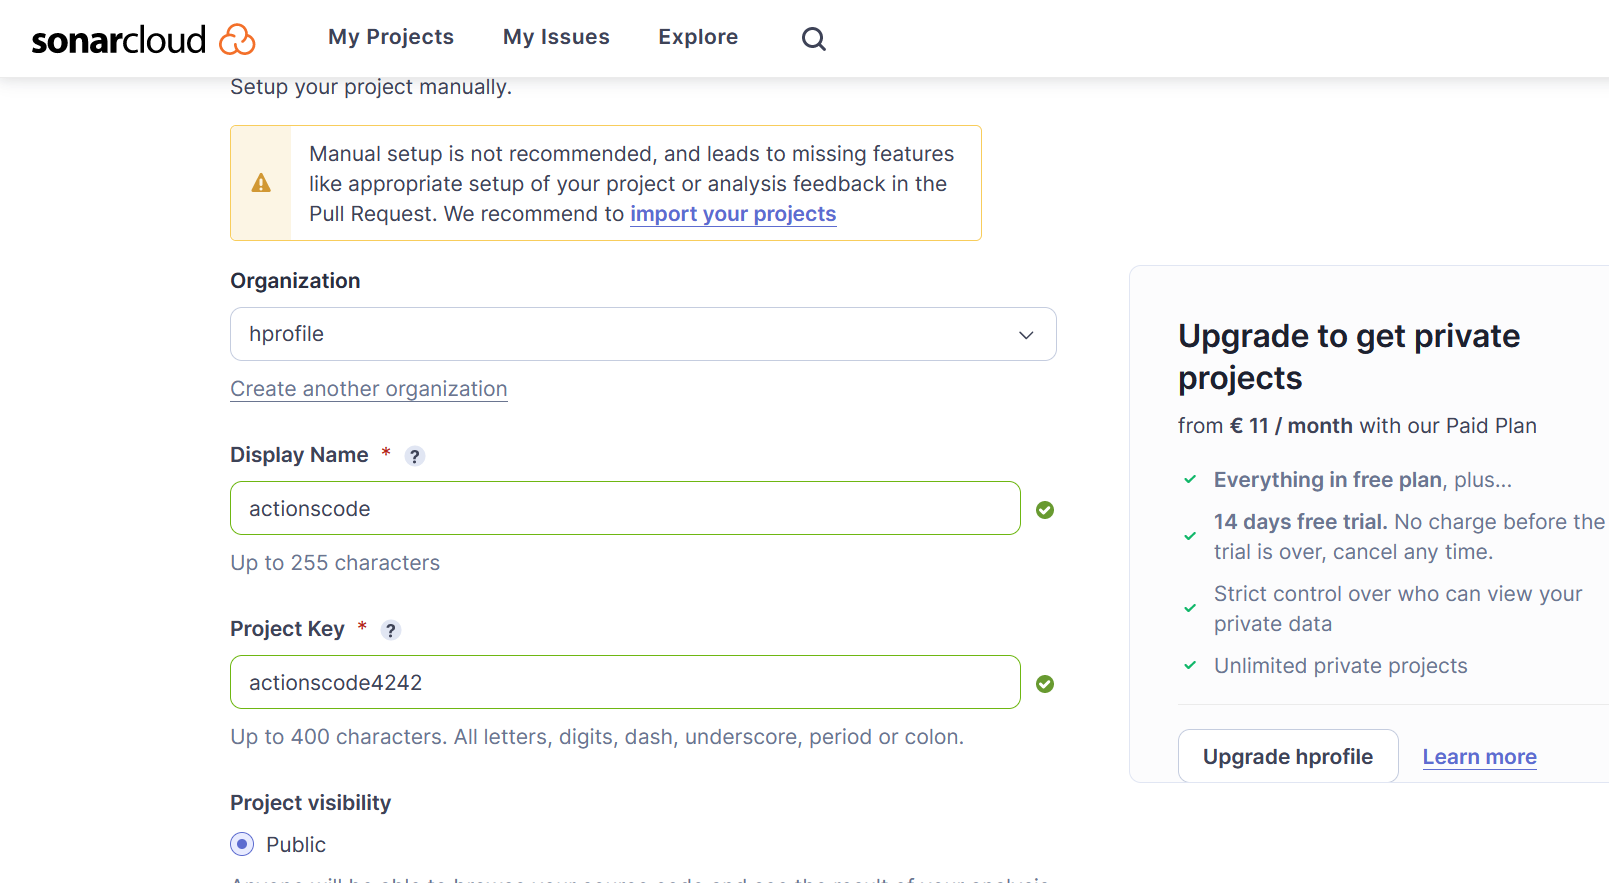 sonarcloud My Projects My Issues Explore
Setup your project manually.
Manual setup is not recommended, and leads to missing features
like appropriate setup of your project or analysis feedback in the
Pull Request. We recommend to import your projects
Organization
hprofile
Create another organization
Display Name * ?
actionscode
Up to 255 characters
Project Key * ?
actionscode4242
Up to 400 characters. All letters, digits, dash, underscore, period or colon.
Project visibility
Public
Upgrade to get private
projects
from € 11 / month with our Paid Plan
Everything in free plan, plus...
14 days free trial. No charge before the
trial is over, cancel any time.
Strict control over who can view your
private data
Unlimited private projects
Upgrade hprofile Learn more